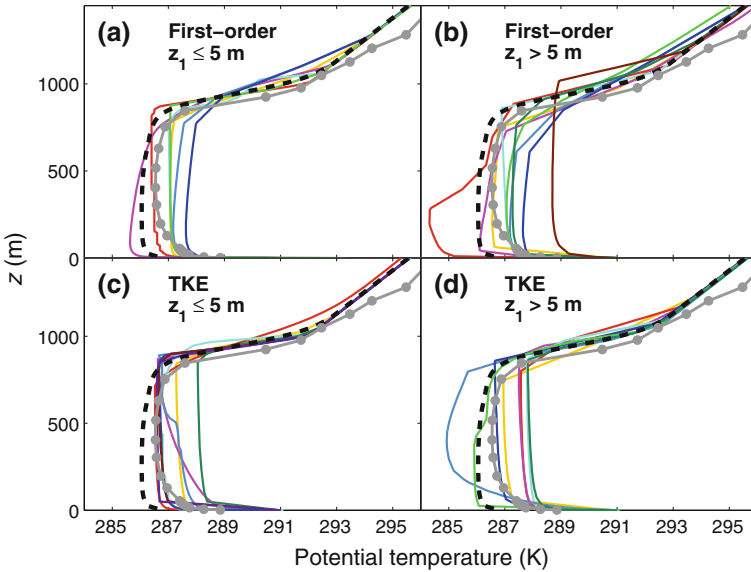 (a) First−order
z1 ≤ 5 m
(b) First−order
z1 > 5 m
1000
500
0
(c) TKE
z1 ≤ 5 m
(d) TKE
z1 > 5 m
1000
500
0
z (m)
285 287 289 291 293 295 285 287 289 291 293 295
Potential temperature (K)